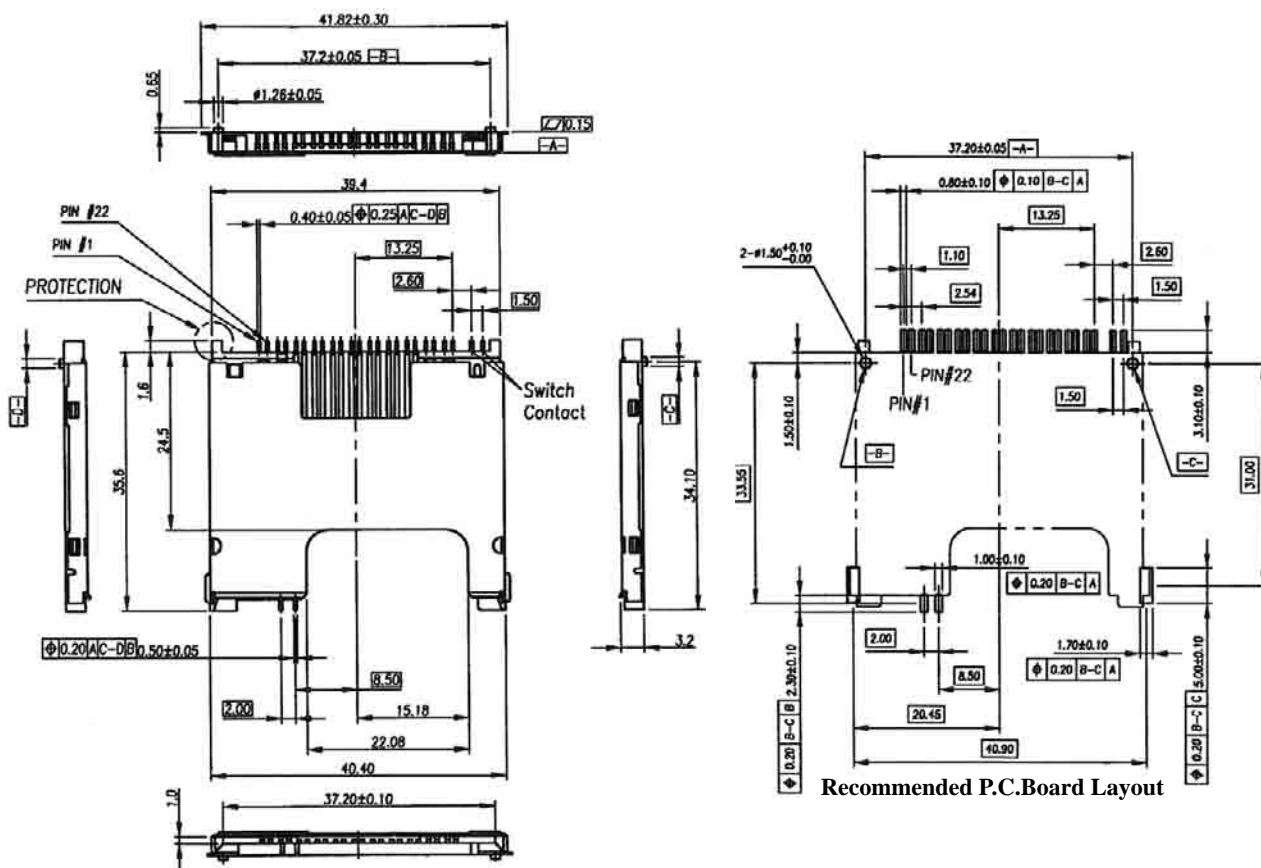 41.82±0.30
37.2±0.05 -B-
0.65
ø1.26±0.05
0.15
-A-
39.4
PIN #22
0.40±0.05 0.25 A C-D B
PIN #1
13.25
PROTECTION
2.60
1.50
1.6
-D-
-C-
Switch
Contact
24.5
35.6
34.10
0.20 A C-D B 0.50±0.05
3.2
8.50
2.00
15.18
22.08
40.40
37.20±0.10
1.0
37.20±0.05 -A-
0.80±0.10 0.10 B-C A
13.25
2-ø1.50+0.10
-0.00
1.10
2.60
2.54
1.50
PIN#22
PIN#1
1.50±0.10
1.50
3.10±0.10
-B-
-C-
33.55
31.00
1.00±0.10
0.20 B-C A
2.00
1.70±0.10
8.50
0.20 B-C A
0.20 B-C B 2.30±0.10
20.45
0.20 B-C C 5.00±0.10
40.90
Recommended P.C.Board Layout